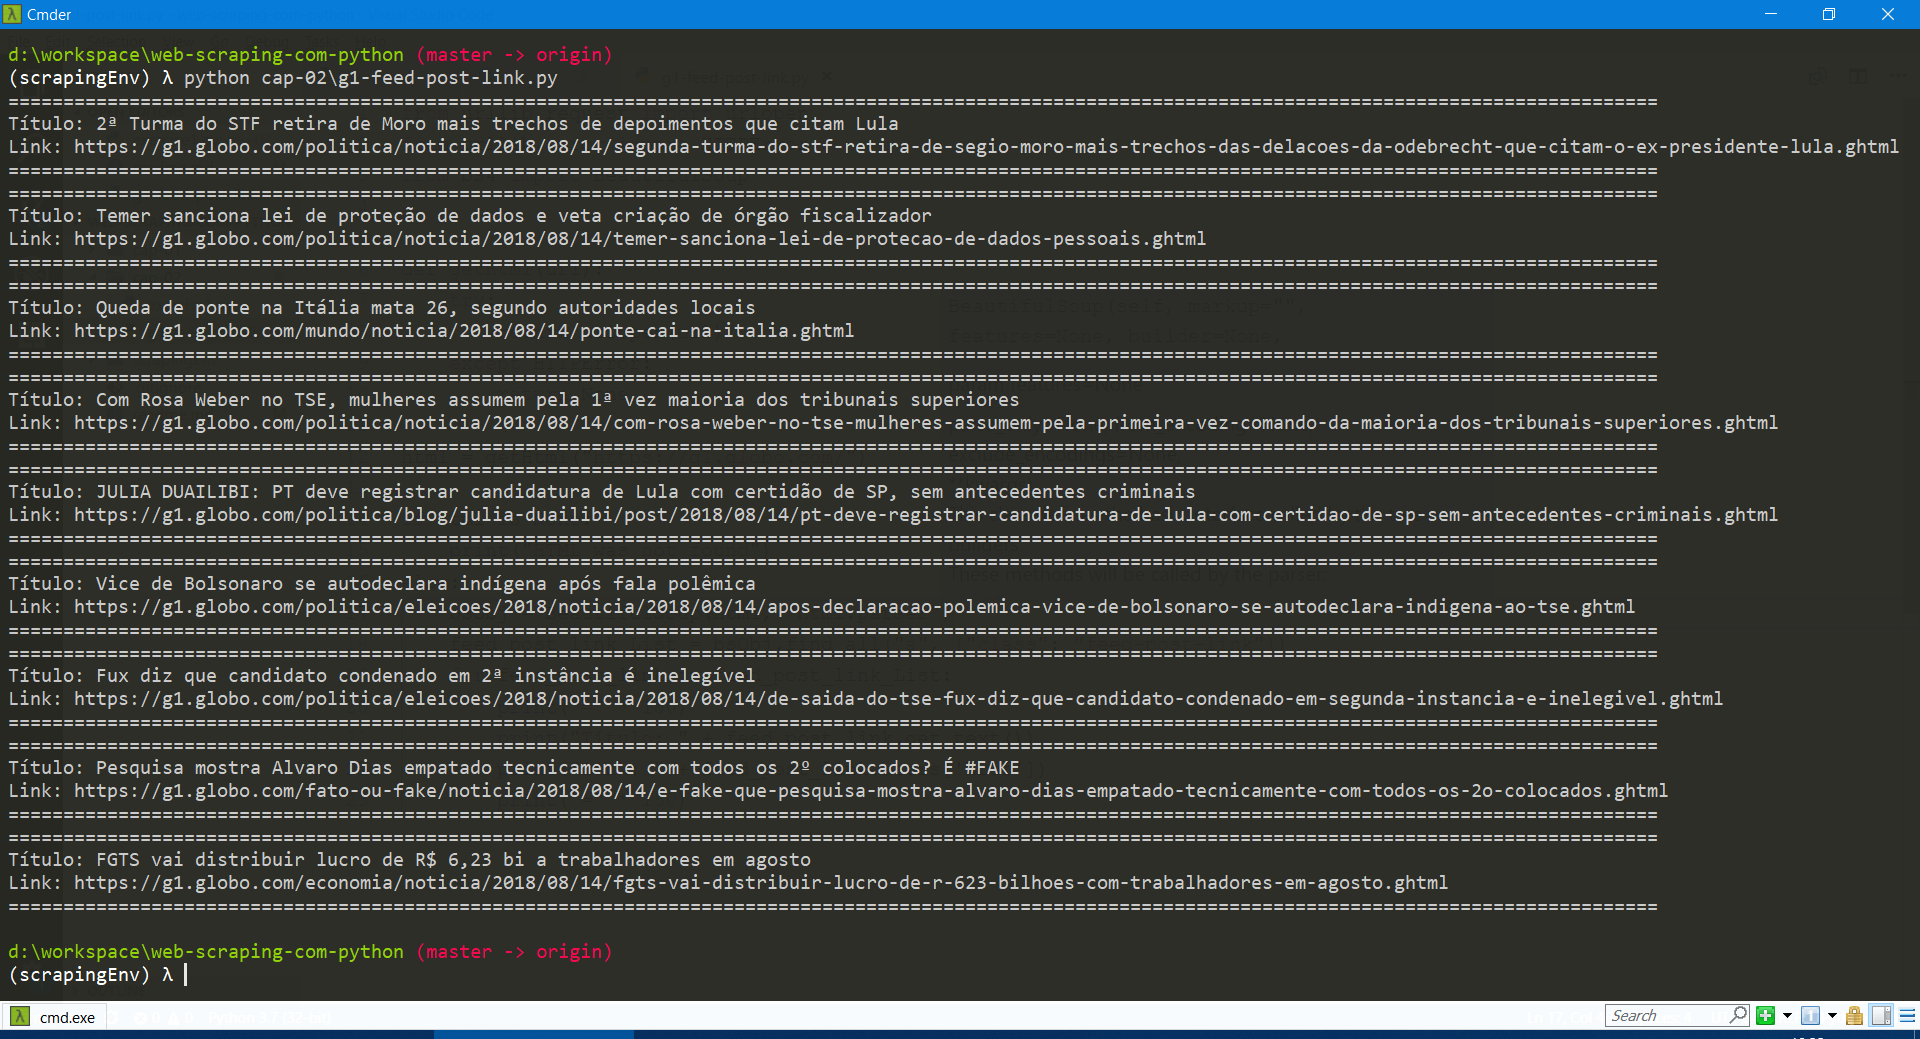 Cmder
d:\workspace\web-scraping-com-python (master -> origin)
(scrapingEnv) λ python cap-02\g1-feed-post-link.py
======================================================================================================================================================
Título: 2ª Turma do STF retira de Moro mais trechos de depoimentos que citam Lula
Link: https://g1.globo.com/politica/noticia/2018/08/14/segunda-turma-do-stf-retira-de-segio-moro-mais-trechos-das-delacoes-da-odebrecht-que-citam-o-ex-presidente-lula.ghtml
======================================================================================================================================================
======================================================================================================================================================
Título: Temer sanciona lei de proteção de dados e veta criação de órgão fiscalizador
Link: https://g1.globo.com/politica/noticia/2018/08/14/temer-sanciona-lei-de-protecao-de-dados-pessoais.ghtml
======================================================================================================================================================
======================================================================================================================================================
Título: Queda de ponte na Itália mata 26, segundo autoridades locais
Link: https://g1.globo.com/mundo/noticia/2018/08/14/ponte-cai-na-italia.ghtml
======================================================================================================================================================
======================================================================================================================================================
Título: Com Rosa Weber no TSE, mulheres assumem pela 1ª vez maioria dos tribunais superiores
Link: https://g1.globo.com/politica/noticia/2018/08/14/com-rosa-weber-no-tse-mulheres-assumem-pela-primeira-vez-comando-da-maioria-dos-tribunais-superiores.ghtml
======================================================================================================================================================
======================================================================================================================================================
Título: JULIA DUAILIBI: PT deve registrar candidatura de Lula com certidão de SP, sem antecedentes criminais
Link: https://g1.globo.com/politica/blog/julia-duailibi/post/2018/08/14/pt-deve-registrar-candidatura-de-lula-com-certidao-de-sp-sem-antecedentes-criminais.ghtml
======================================================================================================================================================
======================================================================================================================================================
Título: Vice de Bolsonaro se autodeclara indígena após fala polêmica
Link: https://g1.globo.com/politica/eleicoes/2018/noticia/2018/08/14/apos-declaracao-polemica-vice-de-bolsonaro-se-autodeclara-indigena-ao-tse.ghtml
======================================================================================================================================================
======================================================================================================================================================
Título: Fux diz que candidato condenado em 2ª instância é inelegível
Link: https://g1.globo.com/politica/eleicoes/2018/noticia/2018/08/14/de-saida-do-tse-fux-diz-que-candidato-condenado-em-segunda-instancia-e-inelegivel.ghtml
======================================================================================================================================================
======================================================================================================================================================
Título: Pesquisa mostra Alvaro Dias empatado tecnicamente com todos os 2º colocados? É #FAKE
Link: https://g1.globo.com/fato-ou-fake/noticia/2018/08/14/e-fake-que-pesquisa-mostra-alvaro-dias-empatado-tecnicamente-com-todos-os-2o-colocados.ghtml
======================================================================================================================================================
======================================================================================================================================================
Título: FGTS vai distribuir lucro de R$ 6,23 bi a trabalhadores em agosto
Link: https://g1.globo.com/economia/noticia/2018/08/14/fgts-vai-distribuir-lucro-de-r-623-bilhoes-com-trabalhadores-em-agosto.ghtml
======================================================================================================================================================
d:\workspace\web-scraping-com-python (master -> origin)
(scrapingEnv) λ
cmd.exe
Search